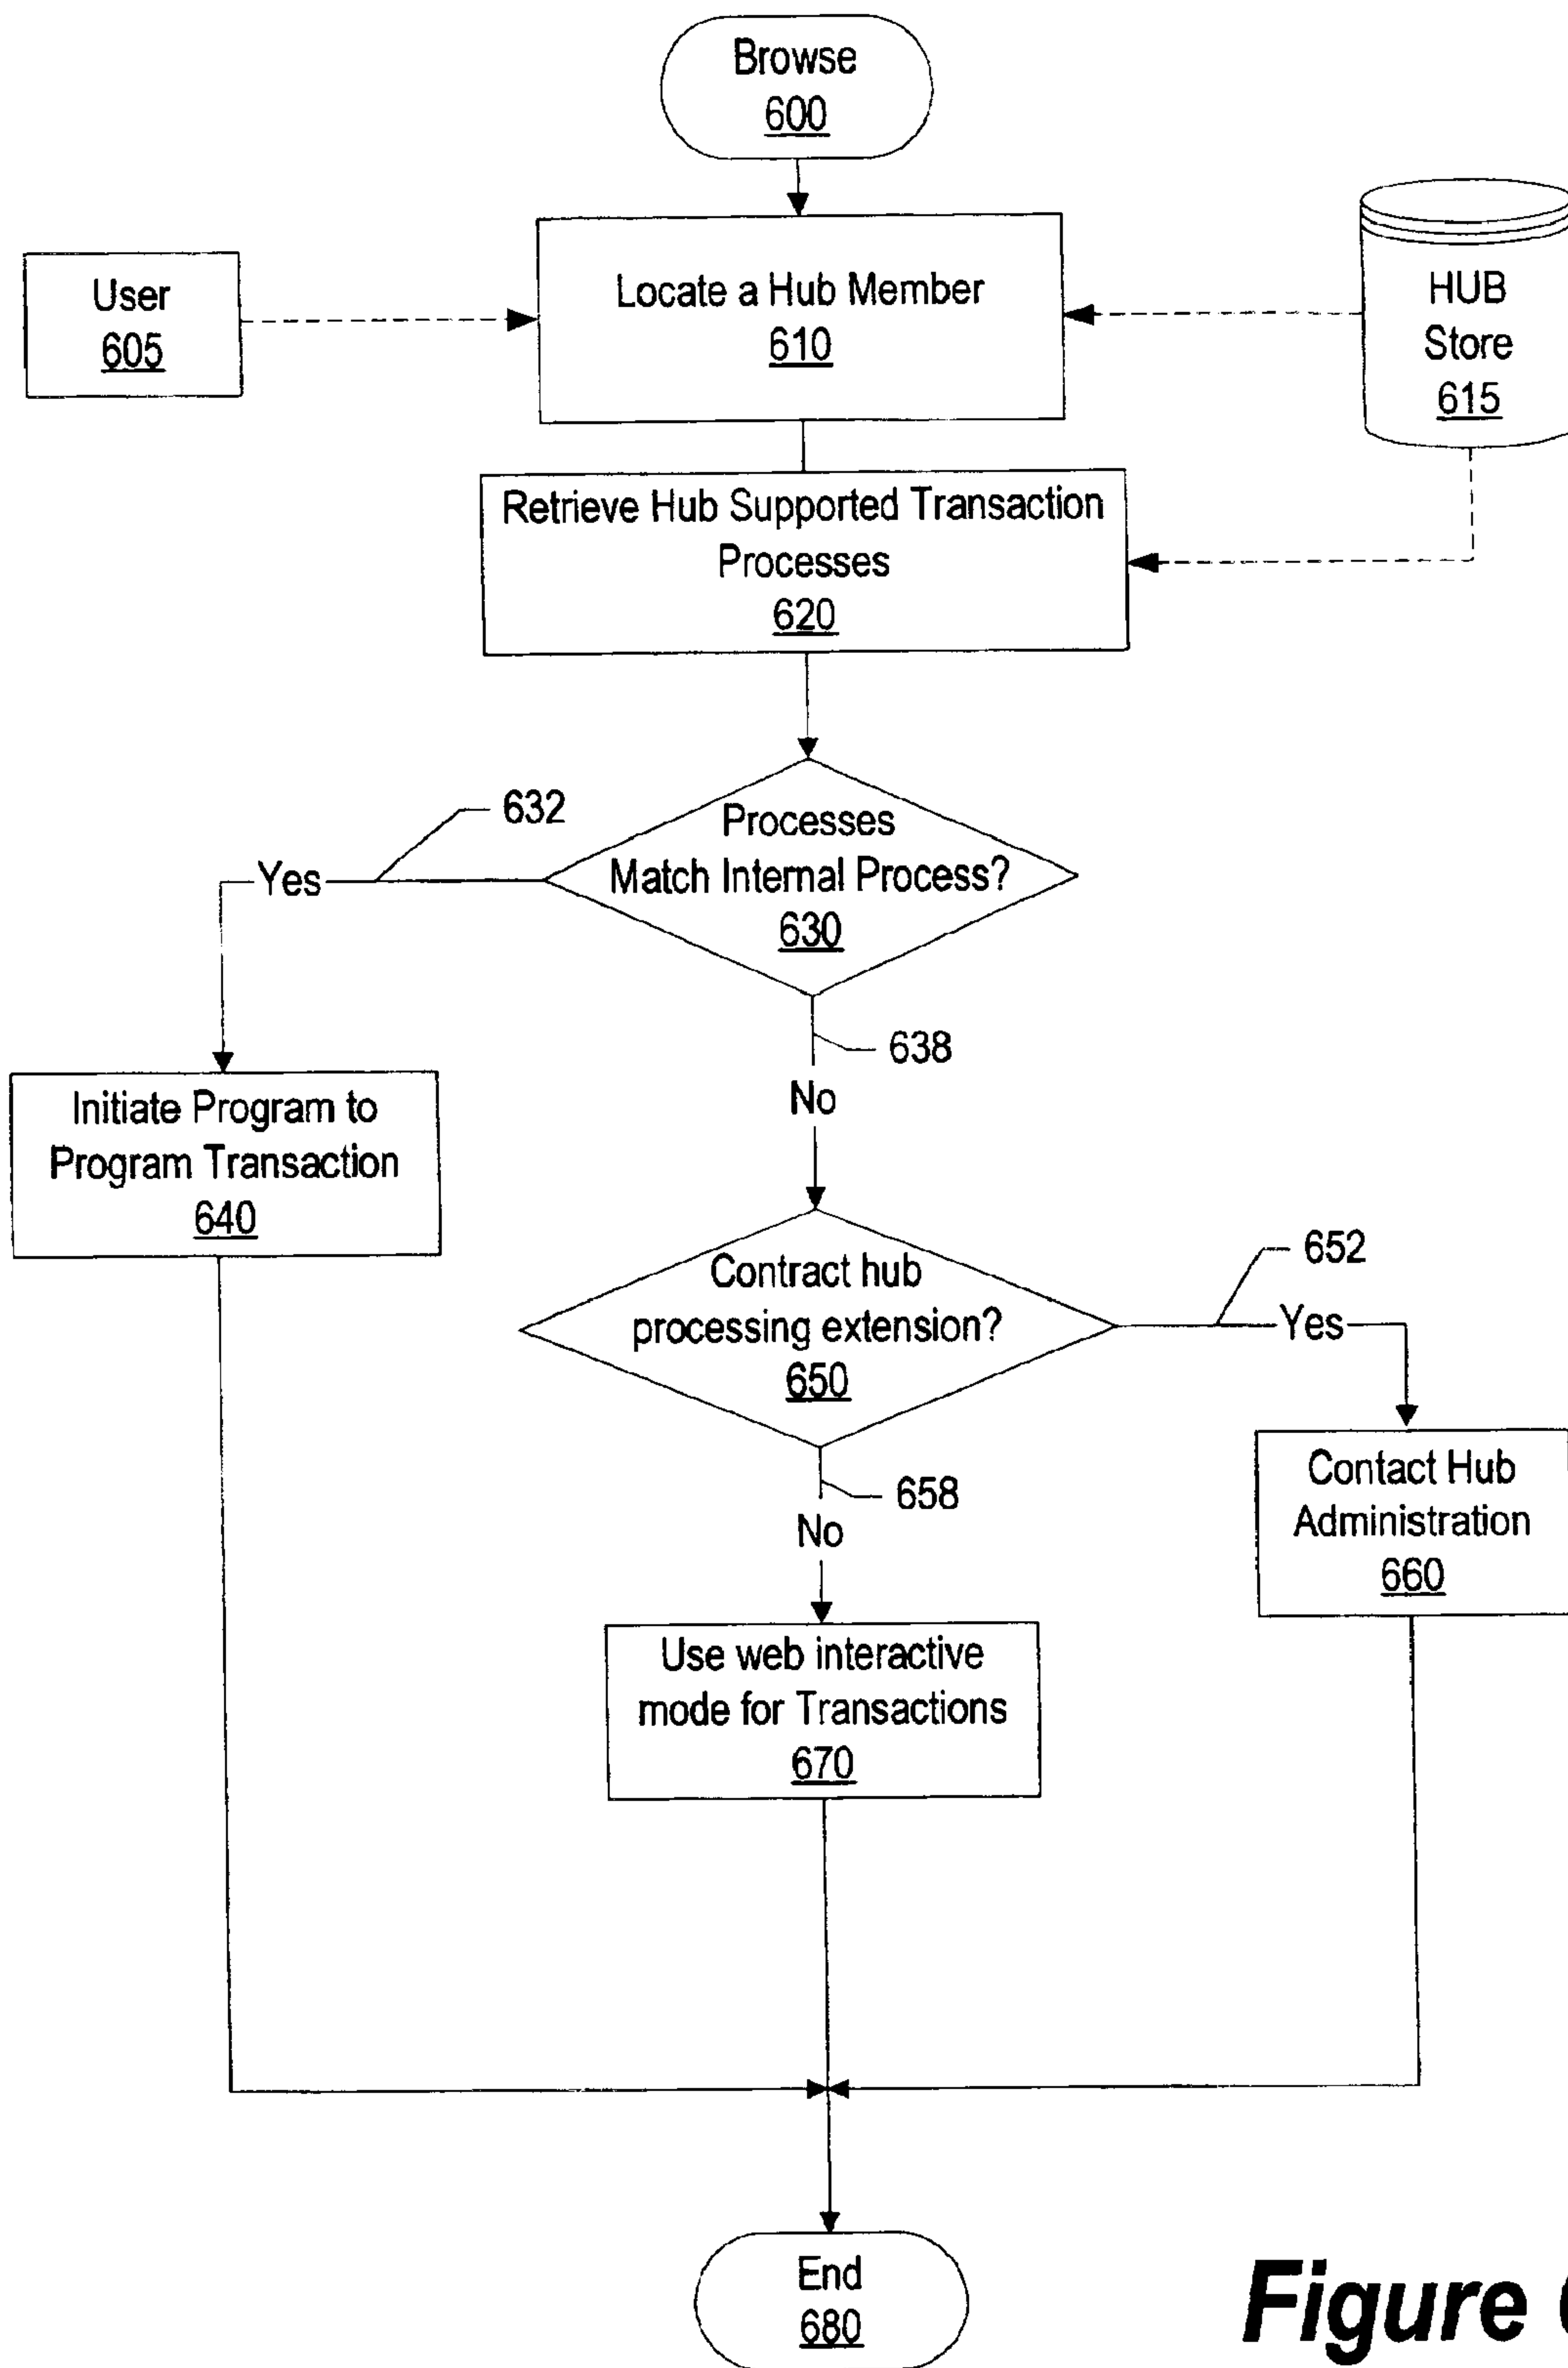 Browse
600
User
605
Locate a Hub Member
610
HUB
Store
615
Retrieve Hub Supported Transaction
Processes
620
632
Yes
Processes
Match Internal Process?
630
638
No
Initiate Program to
Program Transaction
640
Contract hub
processing extension?
650
652
Yes
658
No
Contact Hub
Administration
660
Use web interactive
mode for Transactions
670
End
680
Figure